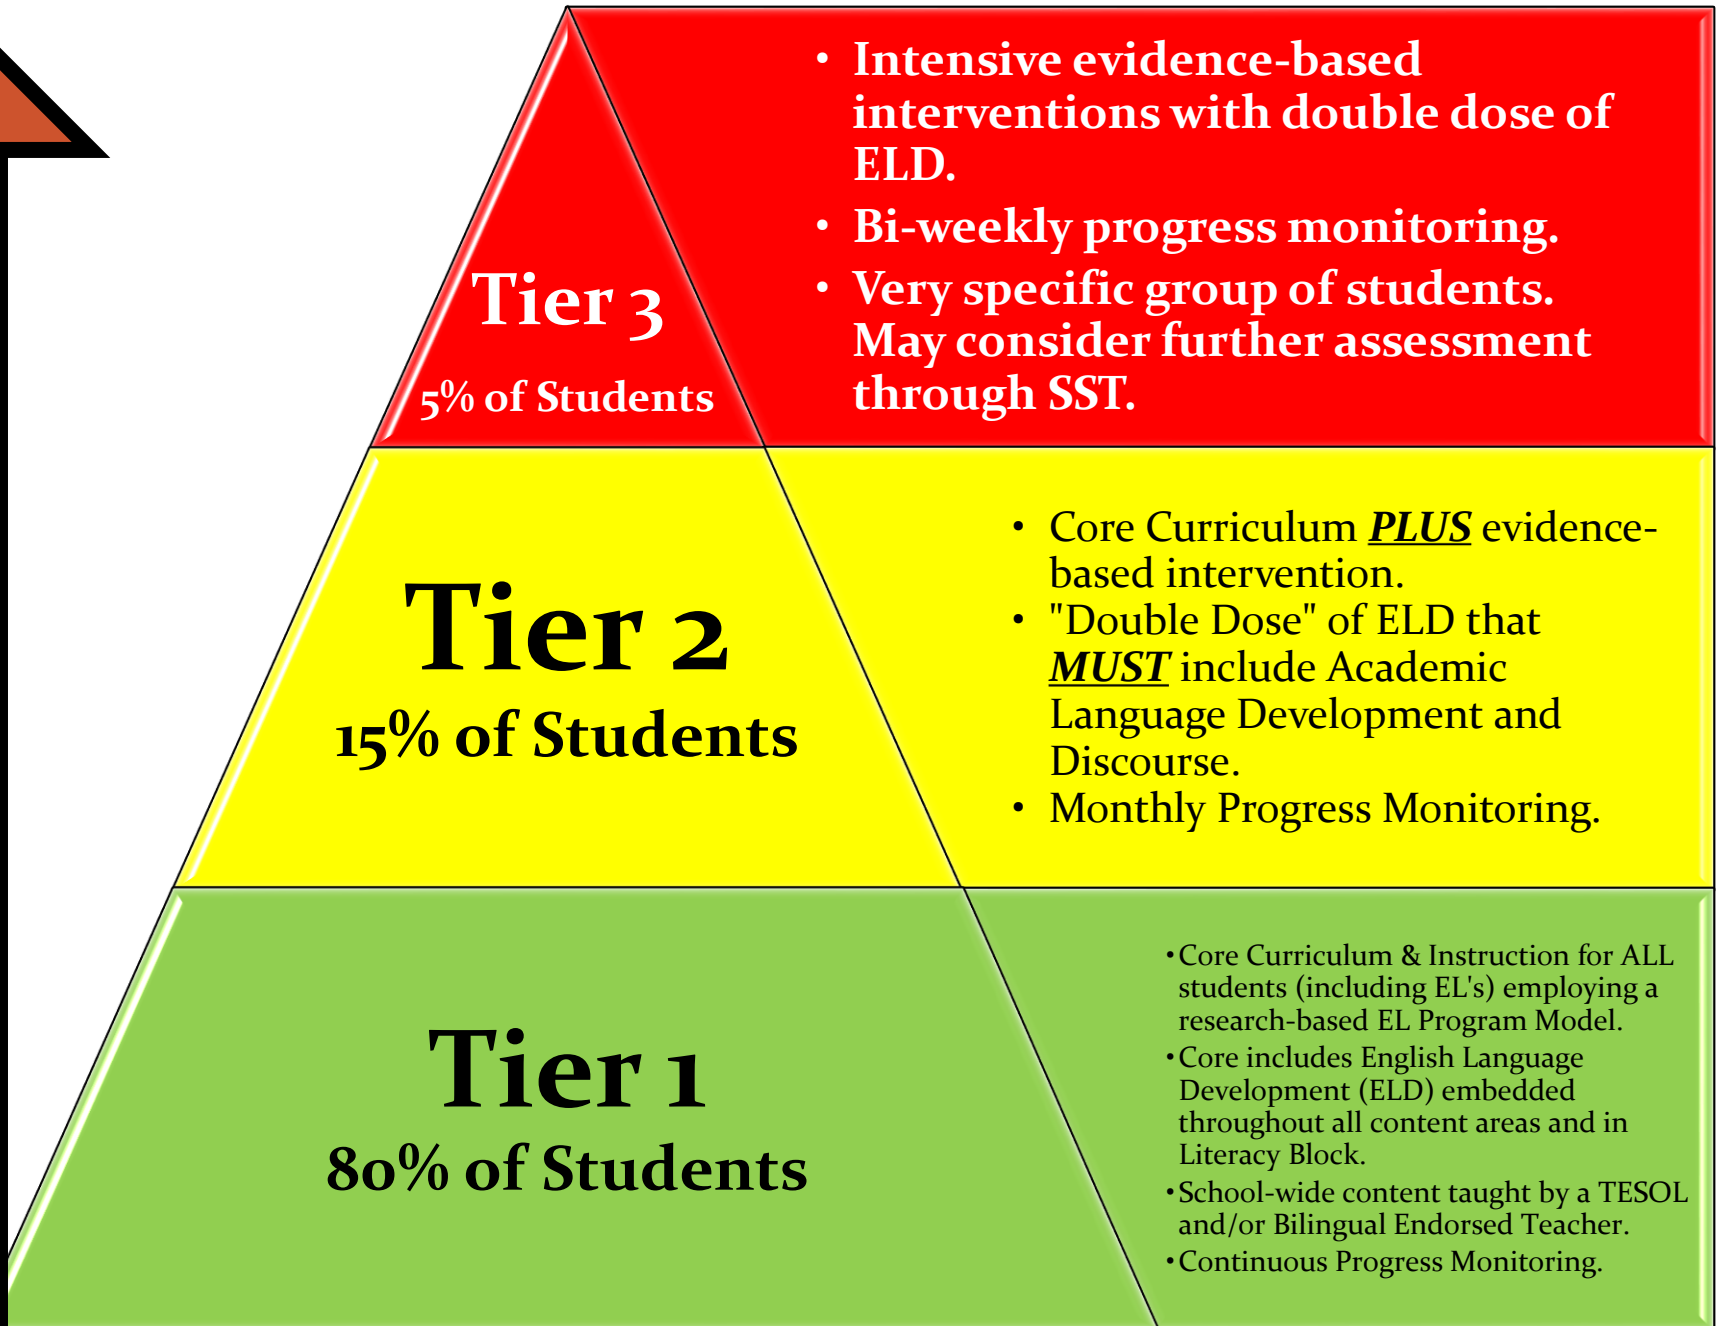 Tier 3
5% of Students
• Intensive evidence-based
interventions with double dose of
ELD.
• Bi-weekly progress monitoring.
• Very specific group of students.
May consider further assessment
through SST.
Tier 2
15% of Students
• Core Curriculum PLUS evidence-
based intervention.
• "Double Dose" of ELD that
MUST include Academic
Language Development and
Discourse.
• Monthly Progress Monitoring.
Tier 1
80% of Students
• Core Curriculum & Instruction for ALL
students (including EL's) employing a
research-based EL Program Model.
• Core includes English Language
Development (ELD) embedded
throughout all content areas and in
Literacy Block.
• School-wide content taught by a TESOL
and/or Bilingual Endorsed Teacher.
• Continuous Progress Monitoring.